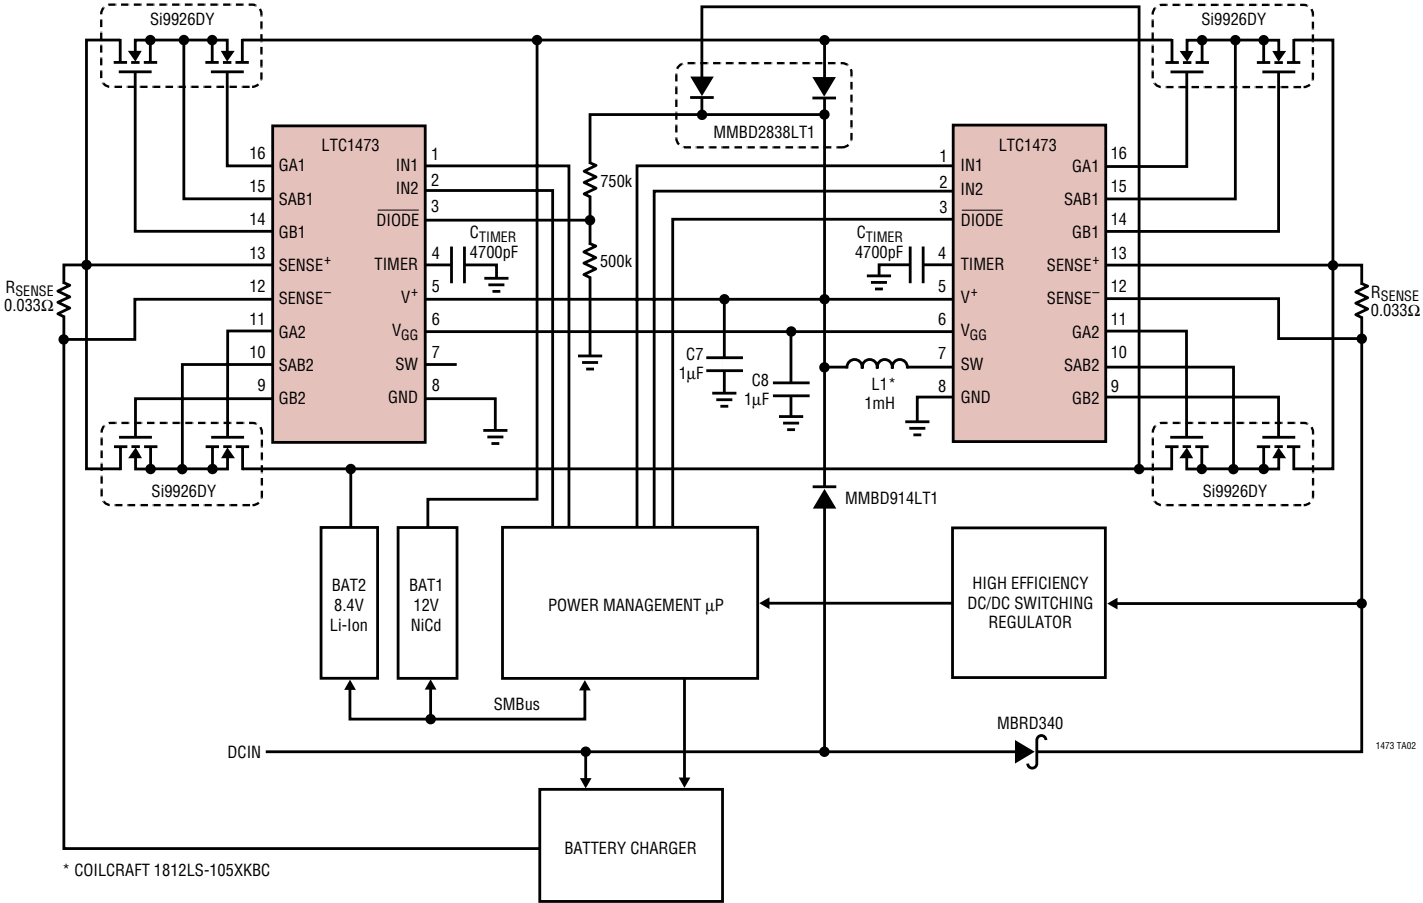 Si9926DY
Si9926DY
MMBD2838LT1
LTC1473
16 GA1
15 SAB1
14 GB1
13 SENSE+
12 SENSE–
11 GA2
10 SAB2
9 GB2
IN1 1
IN2 2
DIODE 3
TIMER 4
V+ 5
VGG 6
SW 7
GND 8
RSENSE
0.033Ω
750k
500k
CTIMER
4700pF
C7
1µF
C8
1µF
CTIMER
4700pF
L1*
1mH
LTC1473
1 IN1
2 IN2
3 DIODE
4 TIMER
5 V+
6 VGG
7 SW
8 GND
GA1 16
SAB1 15
GB1 14
SENSE+ 13
SENSE– 12
GA2 11
SAB2 10
GB2 9
RSENSE
0.033Ω
Si9926DY
Si9926DY
MMBD914LT1
BAT2
8.4V
Li-Ion
BAT1
12V
NiCd
POWER MANAGEMENT µP
HIGH EFFICIENCY
DC/DC SWITCHING
REGULATOR
SMBus
DCIN
MBRD340
1473 TA02
BATTERY CHARGER
* COILCRAFT 1812LS-105XKBC